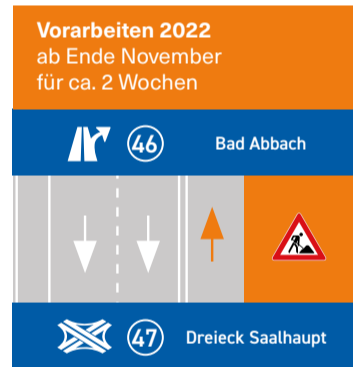 Vorarbeiten 2022
ab Ende November
für ca. 2 Wochen
46 Bad Abbach
47 Dreieck Saalhaupt